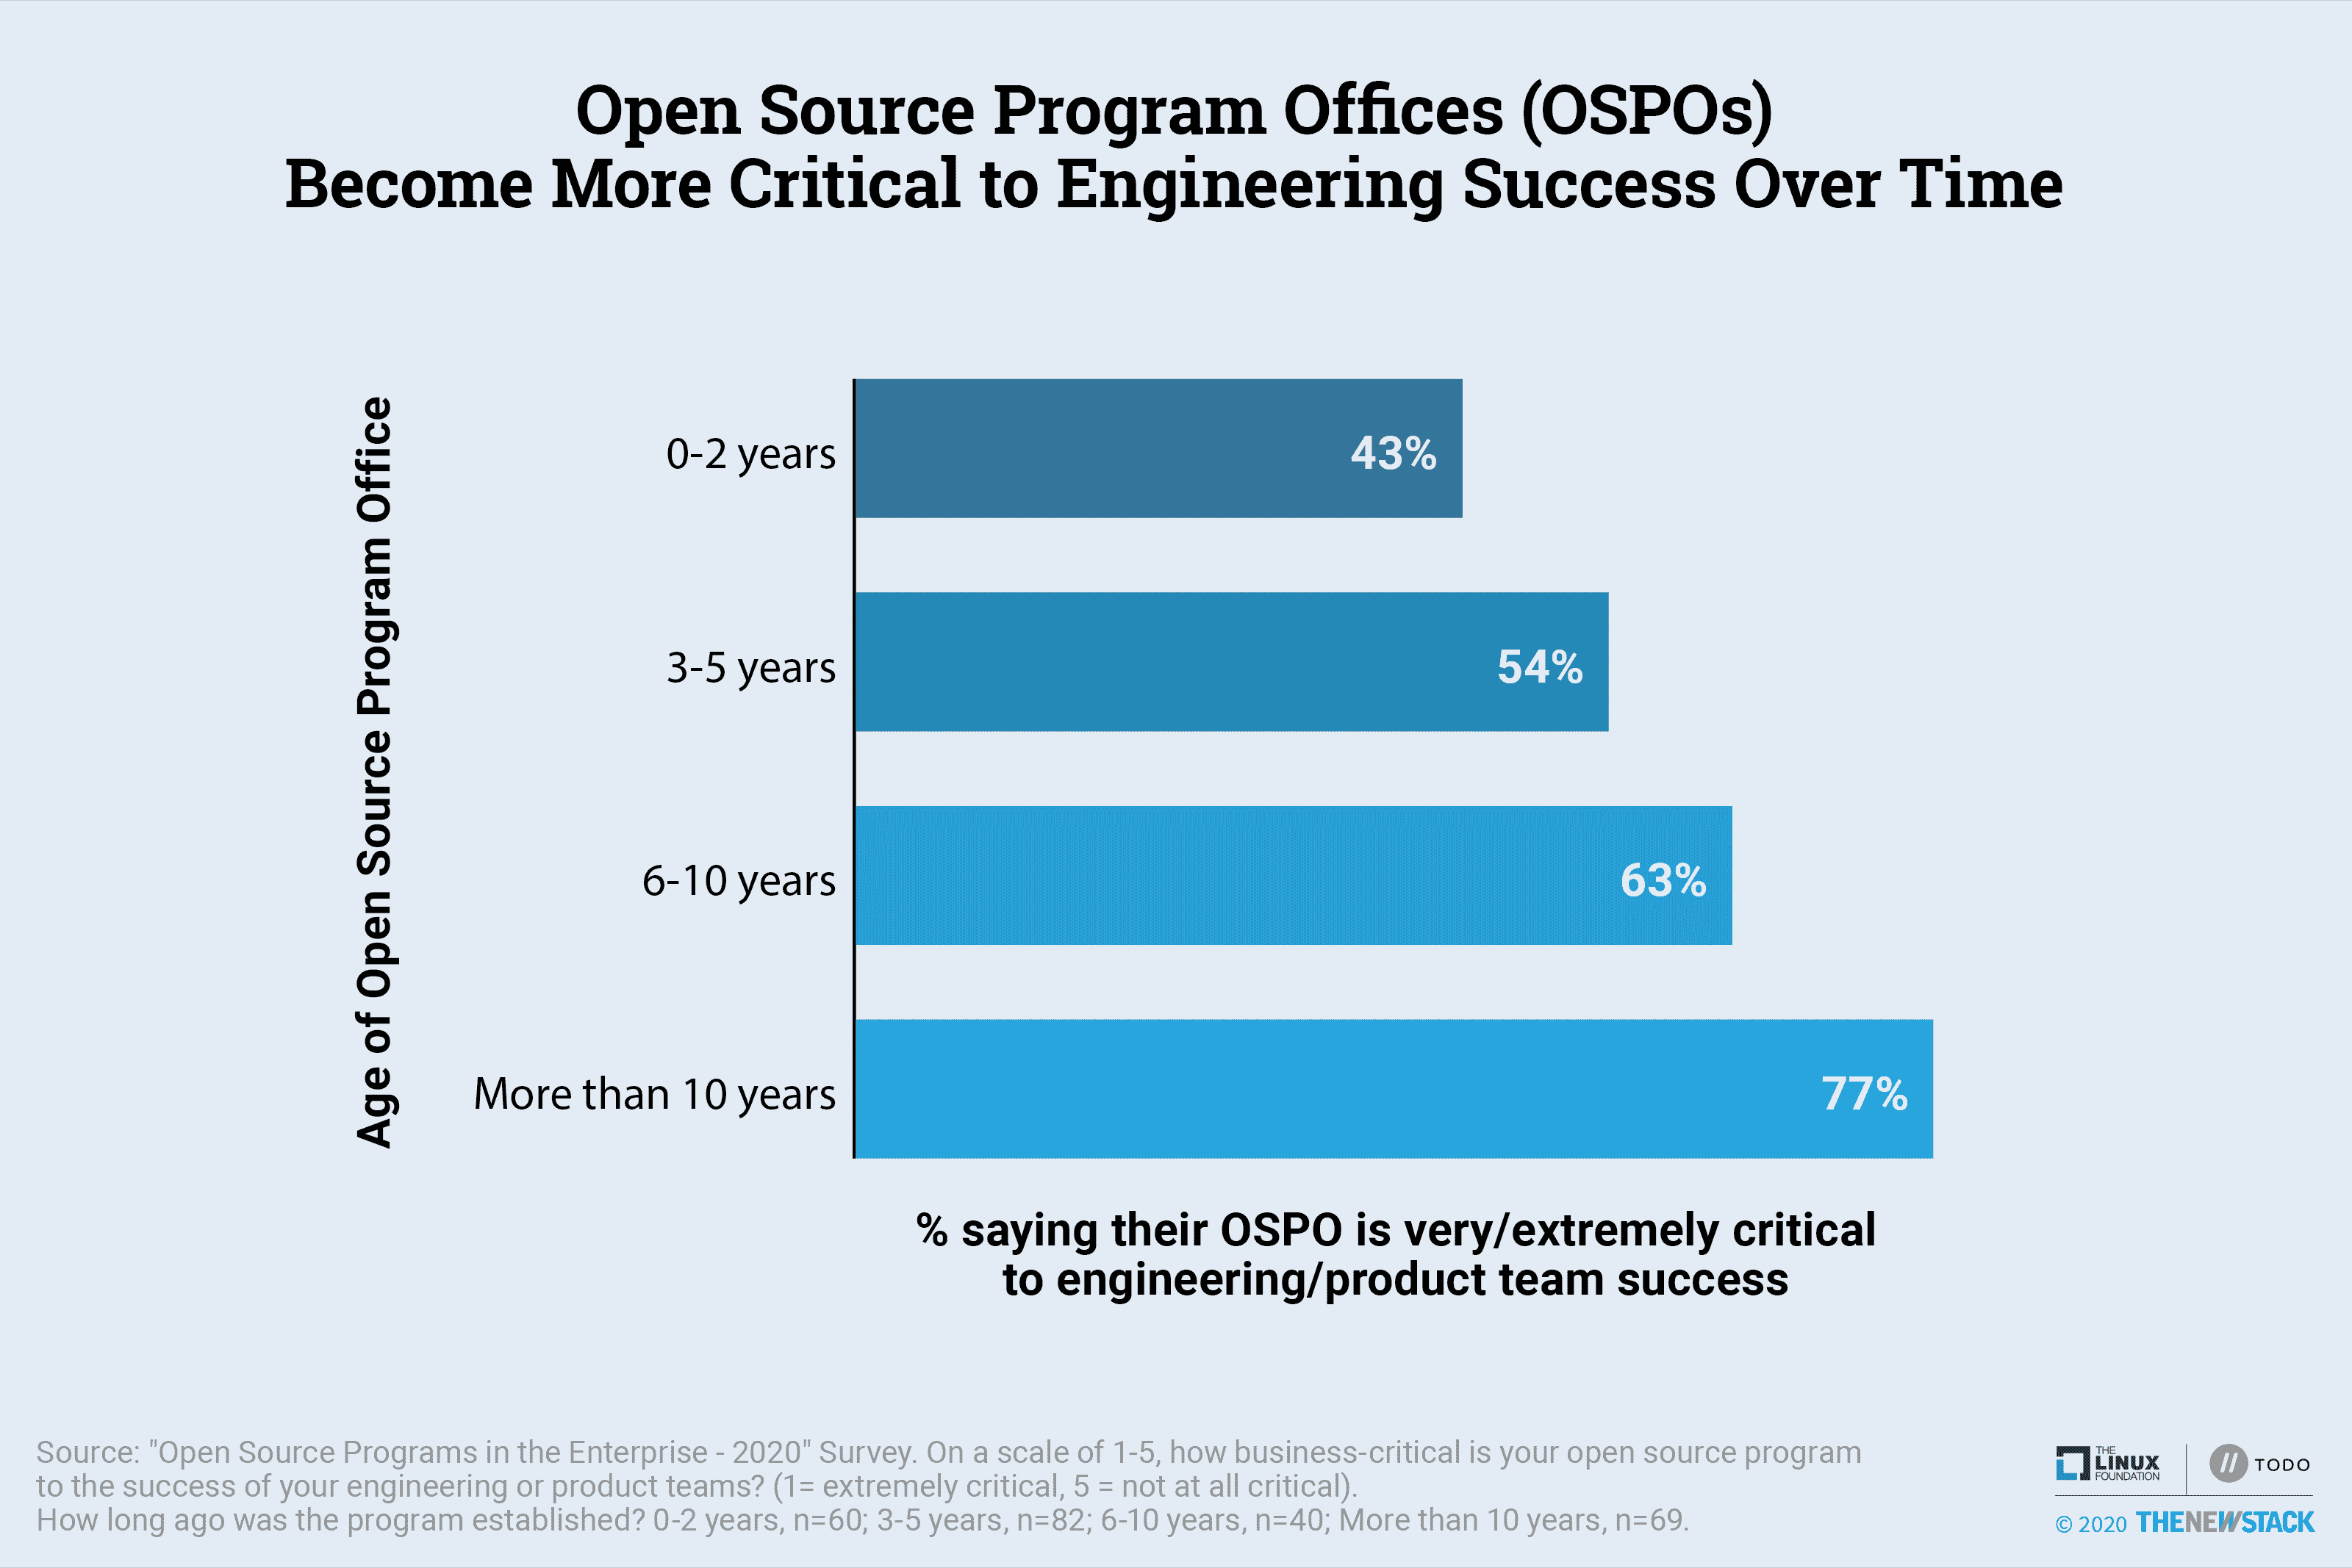 Open Source Program Offices (OSPOs)
Become More Critical to Engineering Success Over Time
Age of Open Source Program Office
0-2 years
43%
3-5 years
54%
6-10 years
63%
More than 10 years
77%
% saying their OSPO is very/extremely critical
to engineering/product team success
Source: "Open Source Programs in the Enterprise - 2020" Survey. On a scale of 1-5, how business-critical is your open source program
to the success of your engineering or product teams? (1= extremely critical, 5 = not at all critical).
How long ago was the program established? 0-2 years, n=60; 3-5 years, n=82; 6-10 years, n=40; More than 10 years, n=69.
THE
LINUX
FOUNDATION
TODO
© 2020 THENEWSTACK